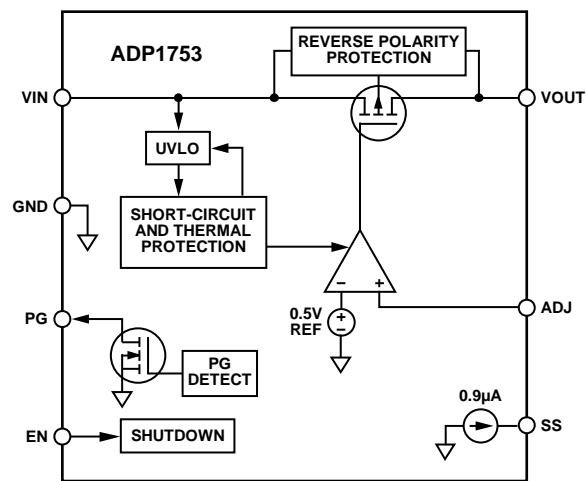 ADP1753
REVERSE POLARITY
PROTECTION
VIN
VOUT
UVLO
GND
SHORT-CIRCUIT
AND THERMAL
PROTECTION
− +
PG
0.5V
REF
+
−
ADJ
PG
DETECT
0.9µA
SS
EN
SHUTDOWN